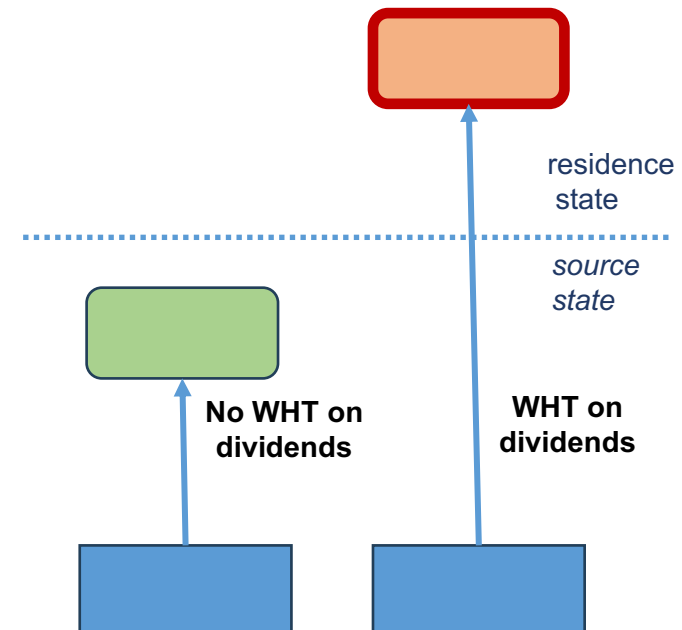 residence
state
source
state
No WHT on
dividends
WHT on
dividends